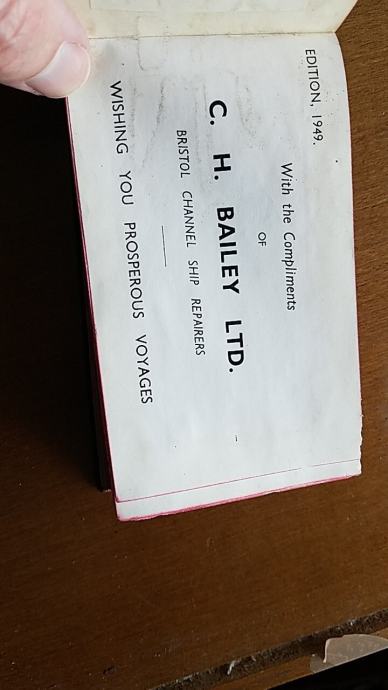 EDITION, 1949.
With the Compliments
OF
C. H. BAILEY LTD.
BRISTOL CHANNEL SHIP REPAIRERS
WISHING YOU PROSPEROUS VOYAGES